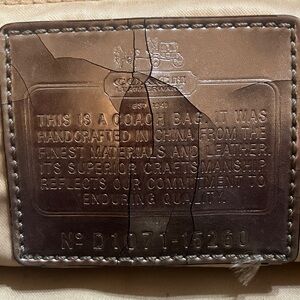 EST. 1941
THIS IS A COACH BAG. IT WAS
HANDCRAFTED IN CHINA FROM THE
FINEST MATERIALS AND LEATHER.
ITS SUPERIOR CRAFTSMANSHIP
REFLECTS OUR COMMITMENT TO
ENDURING QUALITY.
Nº D1071-15260